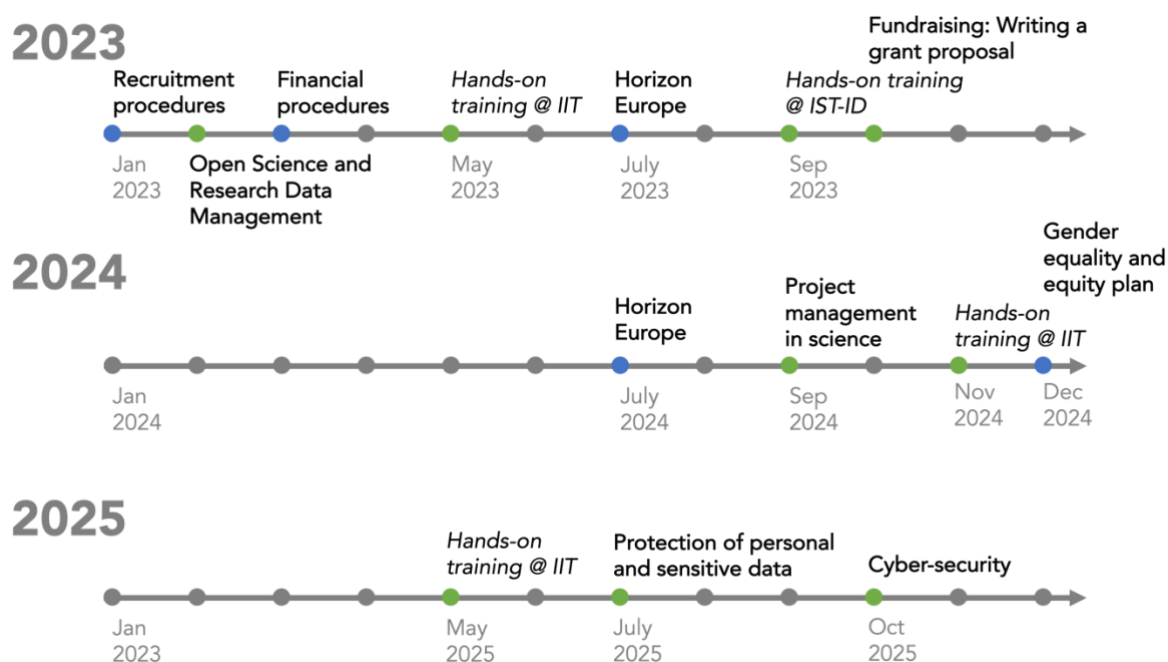 2023
Recruitment
procedures
Financial
procedures
Hands-on
training @ IIT
Horizon
Europe
Hands-on training
@ IST-ID
Fundraising: Writing a
grant proposal
Jan
2023
Open Science and
Research Data
Management
May
2023
July
2023
Sep
2023
2024
Horizon
Europe
Project
management
in science
Hands-on
training @ IIT
Gender
equality and
equity plan
Jan
2024
July
2024
Sep
2024
Nov
2024
Dec
2024
2025
Hands-on
training @ IIT
Protection of personal
and sensitive data
Cyber-security
Jan
2023
May
2025
July
2025
Oct
2025